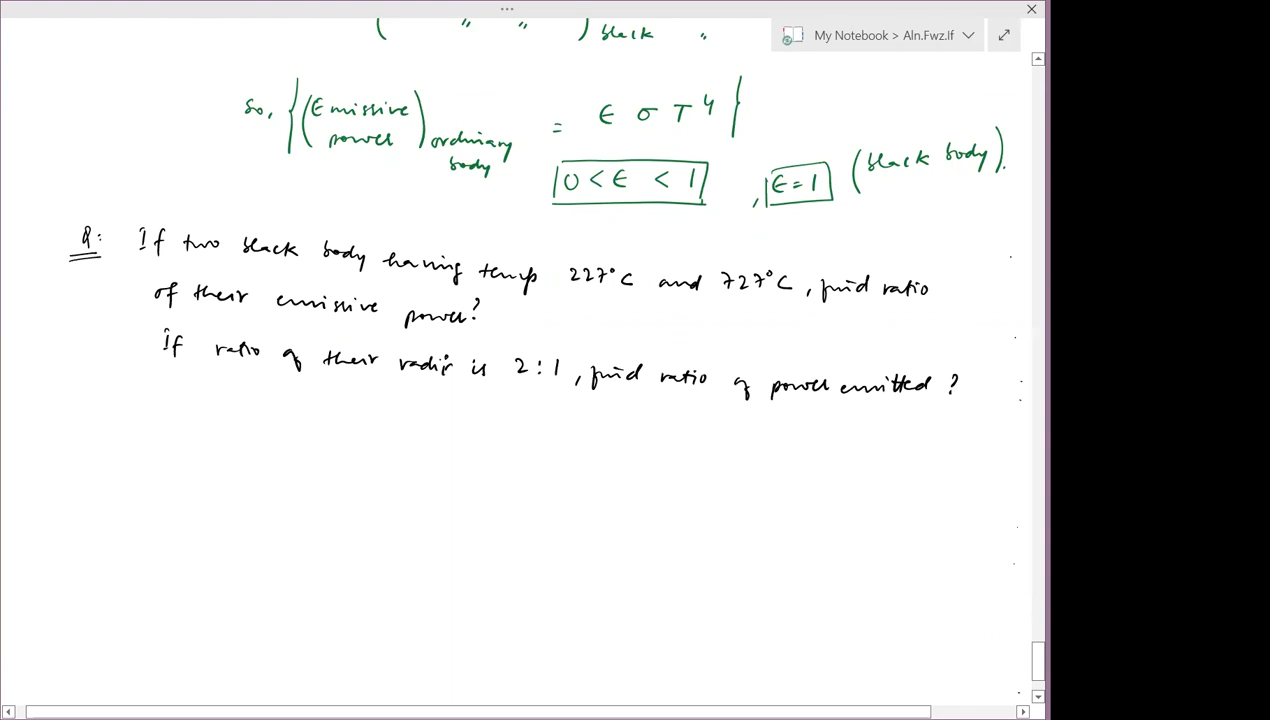 ( " " ) black "
My Notebook > Aln.Fwz.If
So, { (Emissive power) ordinary body = ϵ σ T⁴ }
0 < ϵ < 1 , ϵ = 1 (black body).
Q: If two black body having temp 227°C and 727°C, find ratio
of their emissive power?
If ratio of their radii is 2:1, find ratio of power emitted?